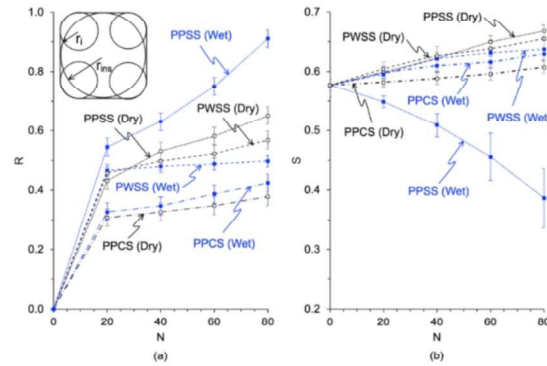 r_i
r_ins
PPSS (Wet)
PPSS (Dry)
PWSS (Dry)
PWSS (Wet)
PPCS (Dry)
PPCS (Wet)
R
1.0
0.8
0.6
0.4
0.2
0.0
0 20 40 60 80
N
(a)
PPSS (Dry)
PWSS (Dry)
PPCS (Wet)
PWSS (Wet)
PPCS (Dry)
PPSS (Wet)
S
0.7
0.6
0.5
0.4
0.3
0.2
0 20 40 60 80
N
(b)